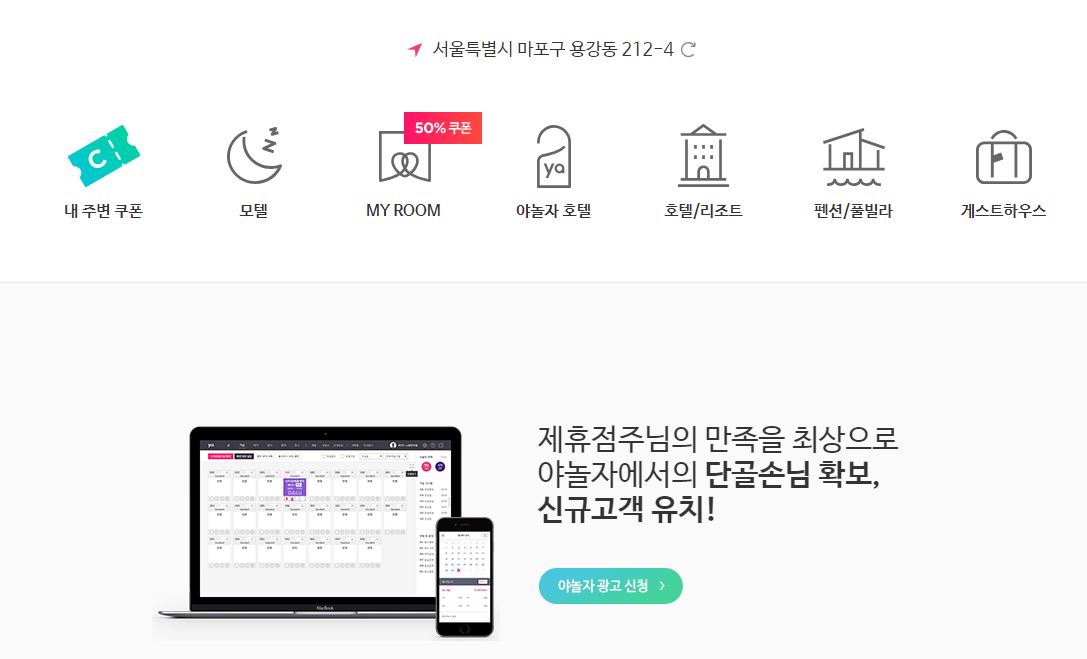 서울특별시 마포구 용강동 212-4
50% 쿠폰
C
ya
내 주변 쿠폰
모텔
MY ROOM
야놀자 호텔
호텔/리조트
펜션/풀빌라
게스트하우스
제휴점주님의 만족을 최상으로
야놀자에서의 단골손님 확보,
신규고객 유치!
야놀자 광고 신청
MacBook